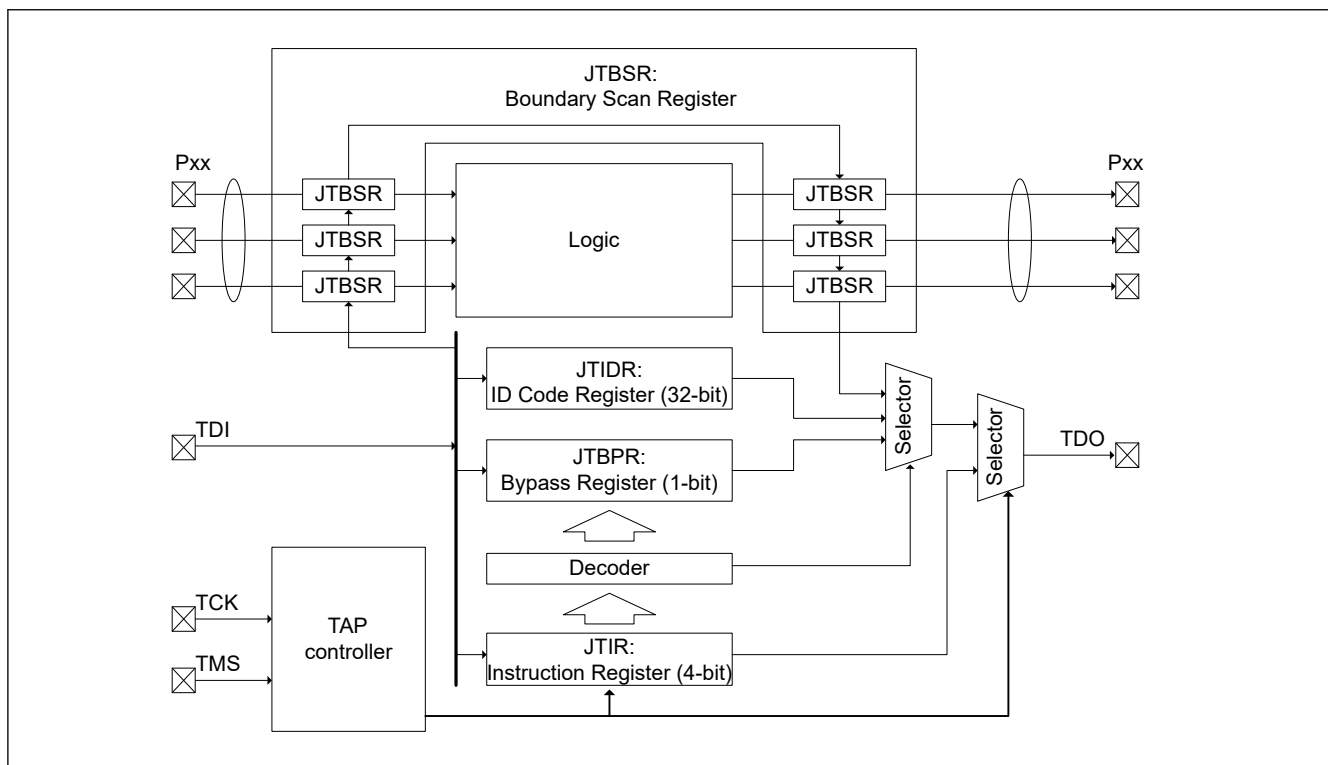 JTBSR:
Boundary Scan Register
Pxx
Pxx
JTBSR
JTBSR
JTBSR
Logic
JTBSR
JTBSR
JTBSR
JTIDR:
ID Code Register (32-bit)
Selector
Selector
TDI
TDO
JTBPR:
Bypass Register (1-bit)
Decoder
TCK
TMS
TAP
controller
JTIR:
Instruction Register (4-bit)